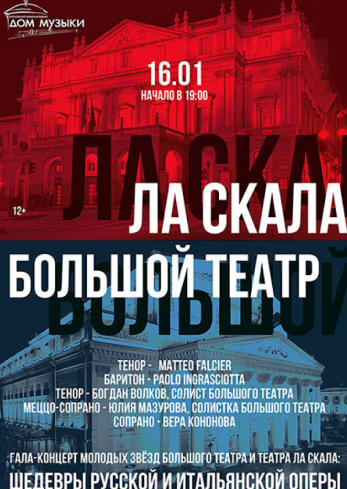 ДОМ МУЗЫКИ
16.01
НАЧАЛО В 19:00
ЛА СКАЛА
ЛА СКАЛА
12+
БОЛЬШОЙ ТЕАТР
БОЛЬШОЙ
ТЕНОР - MATTEO FALCIER
БАРИТОН - PAOLO INGRASCIOTTA
ТЕНОР - БОГДАН ВОЛКОВ, СОЛИСТ БОЛЬШОГО ТЕАТРА
МЕЦЦО-СОПРАНО - ЮЛИЯ МАЗУРОВА, СОЛИСТКА БОЛЬШОГО ТЕАТРА
СОПРАНО - ВЕРА КОНОНОВА
ГАЛА-КОНЦЕРТ МОЛОДЫХ ЗВЁЗД БОЛЬШОГО ТЕАТРА И ТЕАТРА ЛА СКАЛА:
ШЕДЕВРЫ РУССКОЙ И ИТАЛЬЯНСКОЙ ОПЕРЫ